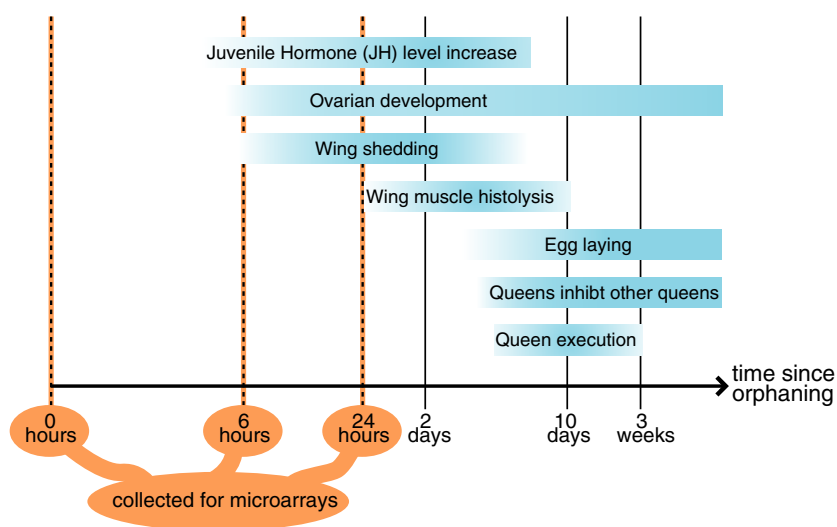 Juvenile Hormone (JH) level increase
Ovarian development
Wing shedding
Wing muscle histolysis
Egg laying
Queens inhibt other queens
Queen execution
time since
orphaning
0
hours
6
hours
24
hours
2
days
10
days
3
weeks
collected for microarrays